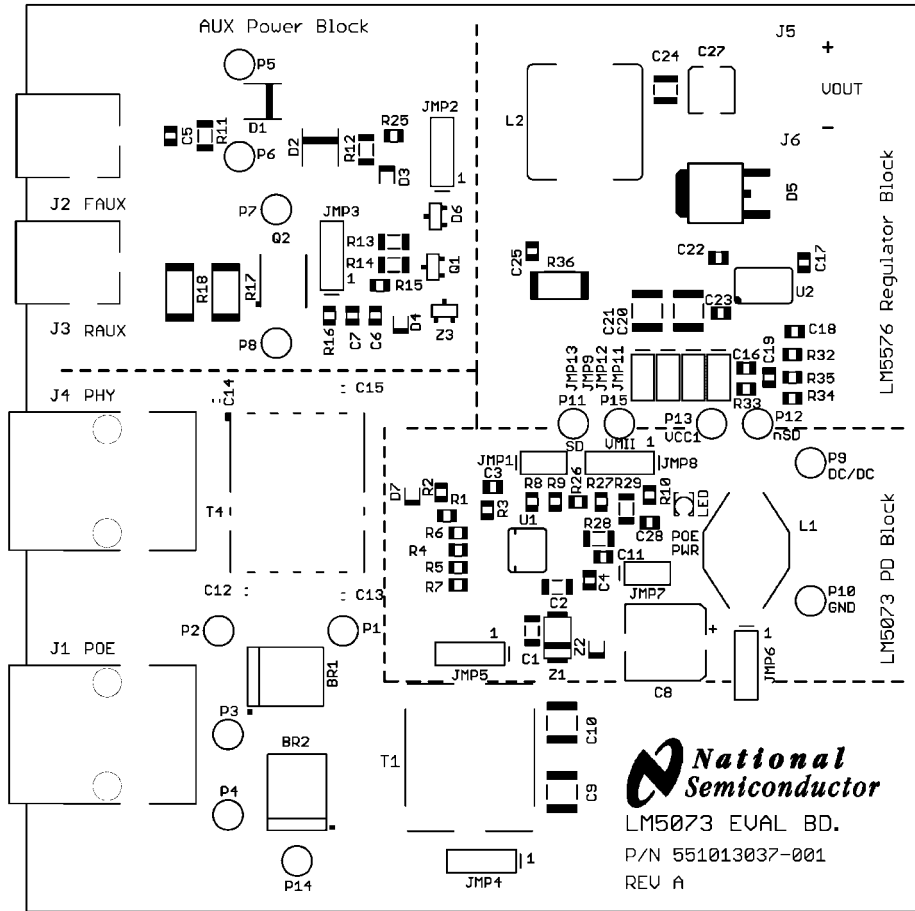 AUX Power Block
P5
D1
C5
R11
P6
D2
R12
R25
D3
JMP2
1
J2 FAUX
P7
Q2
JMP3
1
R13
R14
R15
D6
Q1
Z3
R18
R17
J3 RAUX
P8
R16
C7
C6
D4
J5
+
VOUT
-
J6
C24
C27
L2
D5
C22
C17
C25
R36
U2
C21
C20
C23
C18
R32
R35
R34
C16
C19
R33
JMP13
JMP9
JMP12
JMP11
LM5576 Regulator Block
J4 PHY
C14
C15
T4
C12
C13
P11
SD
P15
VMII
1
P13
VCC1
P12
nSD
JMP1
JMP8
P9
DC/DC
D7
R2
R1
C3
R3
R8
R9
R26
R27
R29
R10
LED
R6
R4
R5
R7
U1
R28
C28
POE
PWR
L1
C11
C4
JMP7
C2
P10
GND
LM5073 PD Block
P2
P1
J1 POE
BR1
1
JMP5
C1
Z1
Z2
+
C8
1
JMP6
P3
BR2
P4
P14
T1
C10
C9
1
JMP4
National
Semiconductor
LM5073 EVAL BD.
P/N 551013037-001
REV A